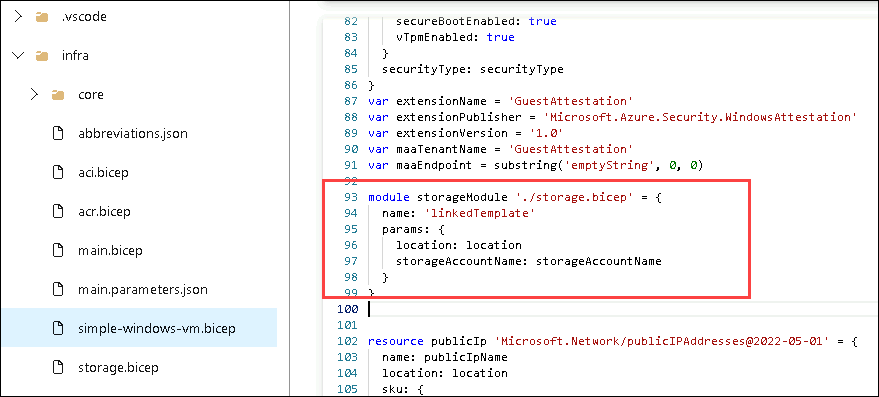 .vscode
infra
core
abbreviations.json
aci.bicep
acr.bicep
main.bicep
main.parameters.json
simple-windows-vm.bicep
storage.bicep
82 secureBootEnabled: true
83 vTpmEnabled: true
84 }
85 securityType: securityType
86 }
87 var extensionName = 'GuestAttestation'
88 var extensionPublisher = 'Microsoft.Azure.Security.WindowsAttestation'
89 var extensionVersion = '1.0'
90 var maaTenantName = 'GuestAttestation'
91 var maaEndpoint = substring('emptyString', 0, 0)
92
93 module storageModule './storage.bicep' = {
94 name: 'linkedTemplate'
95 params: {
96 location: location
97 storageAccountName: storageAccountName
98 }
99 }
100
101
102 resource publicIp 'Microsoft.Network/publicIPAddresses@2022-05-01' = {
103 name: publicIpName
104 location: location
105 sku: {